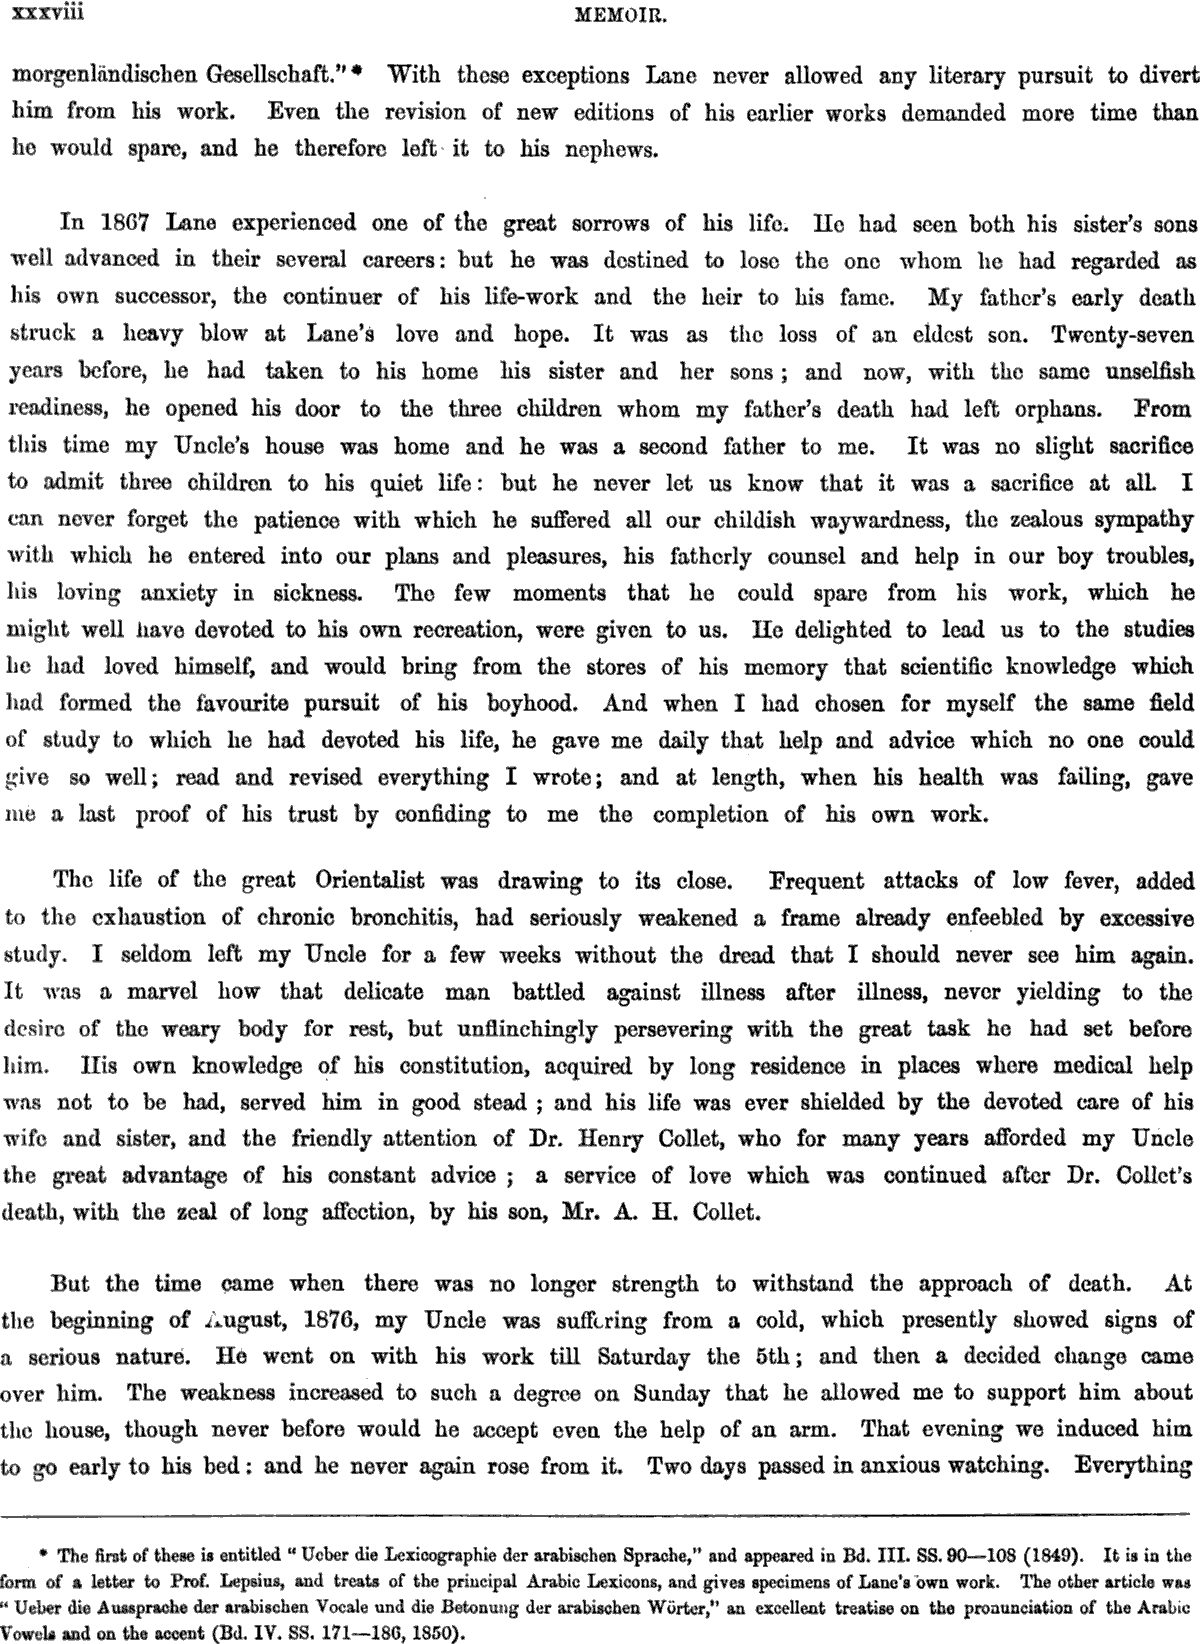 xxxviii
MEMOIR.
morgenländischen Gesellschaft."* With these exceptions Lane never allowed any literary pursuit to divert
him from his work. Even the revision of new editions of his earlier works demanded more time than
he would spare, and he therefore left it to his nephews.
In 1867 Lane experienced one of the great sorrows of his life. He had seen both his sister's sons
well advanced in their several careers: but he was destined to lose the one whom he had regarded as
his own successor, the continuer of his life-work and the heir to his fame. My father's early death
struck a heavy blow at Lane's love and hope. It was as the loss of an eldest son. Twenty-seven
years before, he had taken to his home his sister and her sons; and now, with the same unselfish
readiness, he opened his door to the three children whom my father's death had left orphans. From
this time my Uncle's house was home and he was a second father to me. It was no slight sacrifice
to admit three children to his quiet life: but he never let us know that it was a sacrifice at all. I
can never forget the patience with which he suffered all our childish waywardness, the zealous sympathy
with which he entered into our plans and pleasures, his fatherly counsel and help in our boy troubles,
his loving anxiety in sickness. The few moments that he could spare from his work, which he
might well have devoted to his own recreation, were given to us. He delighted to lead us to the studies
he had loved himself, and would bring from the stores of his memory that scientific knowledge which
had formed the favourite pursuit of his boyhood. And when I had chosen for myself the same field
of study to which he had devoted his life, he gave me daily that help and advice which no one could
give so well; read and revised everything I wrote; and at length, when his health was failing, gave
me a last proof of his trust by confiding to me the completion of his own work.
The life of the great Orientalist was drawing to its close. Frequent attacks of low fever, added
to the exhaustion of chronic bronchitis, had seriously weakened a frame already enfeebled by excessive
study. I seldom left my Uncle for a few weeks without the dread that I should never see him again.
It was a marvel how that delicate man battled against illness after illness, never yielding to the
desire of the weary body for rest, but unflinchingly persevering with the great task he had set before
him. His own knowledge of his constitution, acquired by long residence in places where medical help
was not to be had, served him in good stead; and his life was ever shielded by the devoted care of his
wife and sister, and the friendly attention of Dr. Henry Collet, who for many years afforded my Uncle
the great advantage of his constant advice; a service of love which was continued after Dr. Collet's
death, with the zeal of long affection, by his son, Mr. A. H. Collet.
But the time came when there was no longer strength to withstand the approach of death. At
the beginning of August, 1876, my Uncle was suffering from a cold, which presently showed signs of
a serious nature. He went on with his work till Saturday the 5th; and then a decided change came
over him. The weakness increased to such a degree on Sunday that he allowed me to support him about
the house, though never before would he accept even the help of an arm. That evening we induced him
to go early to his bed: and he never again rose from it. Two days passed in anxious watching. Everything
* The first of these is entitled "Ueber die Lexicographie der arabischen Sprache," and appeared in Bd. III. SS. 90—108 (1849). It is in the
form of a letter to Prof. Lepsius, and treats of the principal Arabic Lexicons, and gives specimens of Lane's own work. The other article was
"Ueber die Aussprache der arabischen Vocale und die Betonung der arabischen Wörter," an excellent treatise on the pronunciation of the Arabic
Vowels and on the accent (Bd. IV. SS. 171—186, 1850).